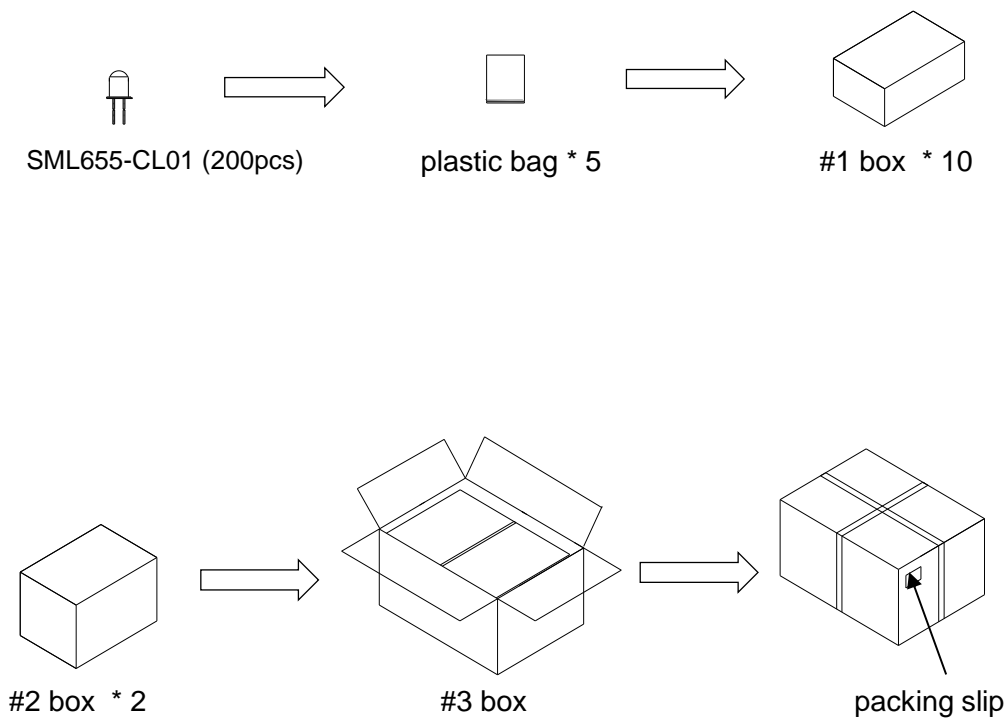 SML655-CL01 (200pcs)
plastic bag * 5
#1 box * 10
#2 box * 2
#3 box
packing slip